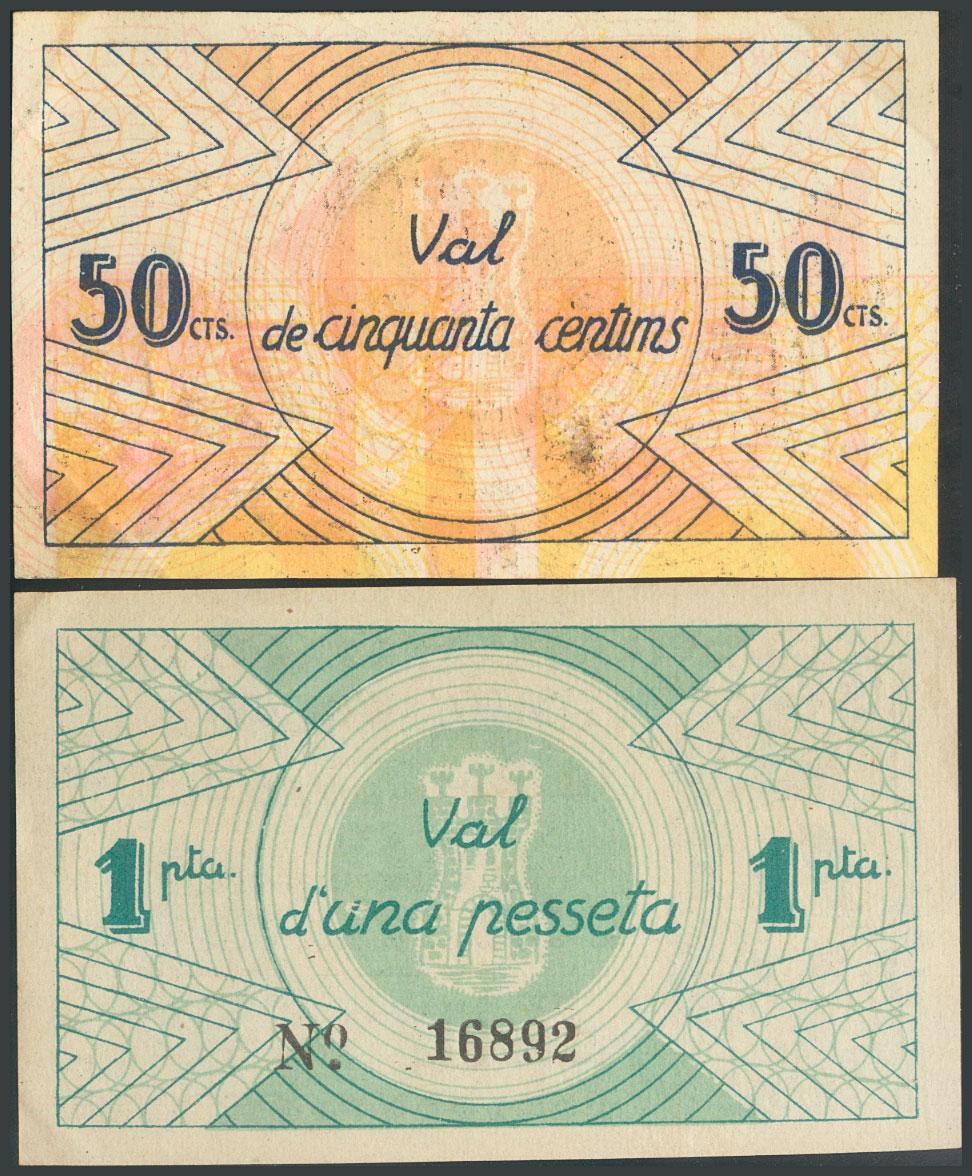 Val
de cinquanta cèntims
50 CTS.
50 CTS.
Val
d'una pesseta
1 pta.
1 pta.
Nº 16892